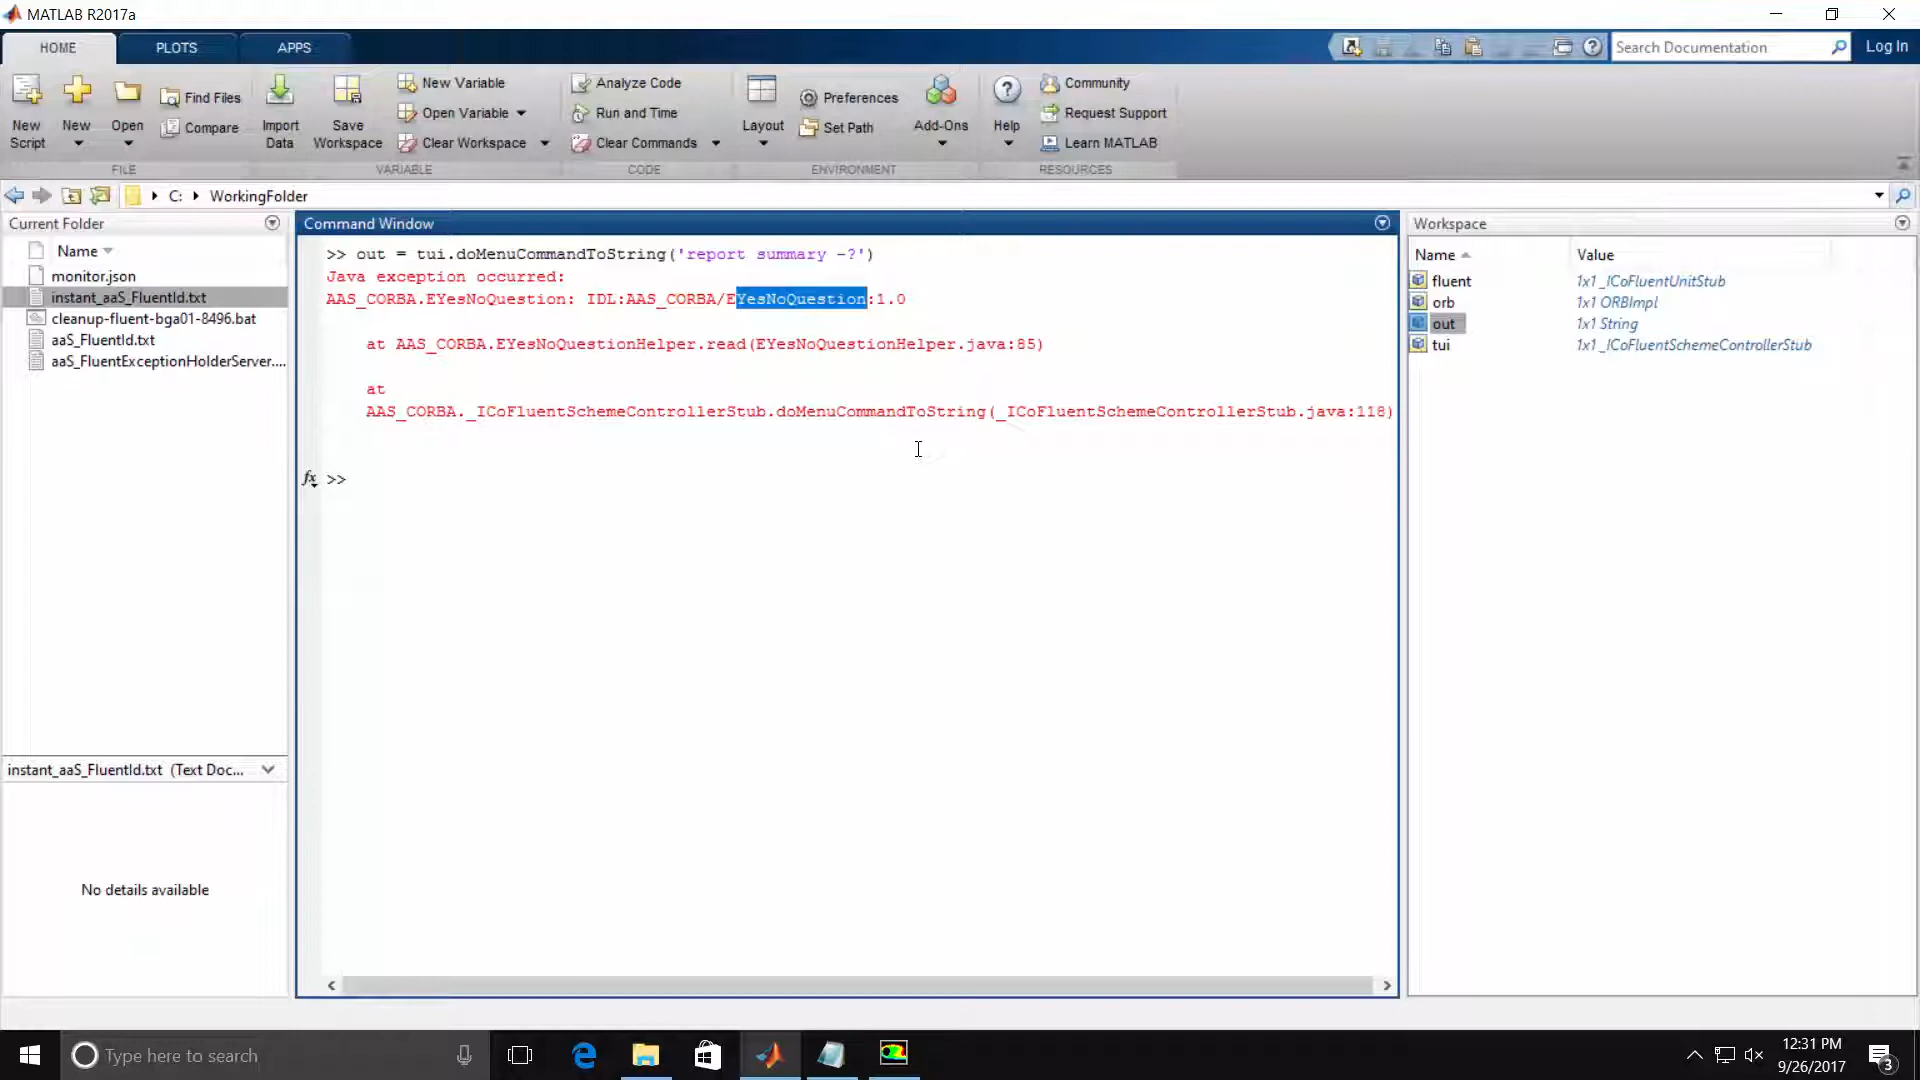 MATLAB R2017a
HOME
PLOTS
APPS
Search Documentation
Log In
New Script
New
Open
Find Files
Compare
Import Data
Save Workspace
New Variable
Open Variable
Clear Workspace
Analyze Code
Run and Time
Clear Commands
Layout
Preferences
Set Path
Add-Ons
Help
Community
Request Support
Learn MATLAB
FILE
VARIABLE
CODE
ENVIRONMENT
RESOURCES
C:
WorkingFolder
Current Folder
Name
monitor.json
instant_aaS_FluentId.txt
cleanup-fluent-bga01-8496.bat
aaS_FluentId.txt
aaS_FluentExceptionHolderServer....
instant_aaS_FluentId.txt (Text Doc...
No details available
Command Window
>> out = tui.doMenuCommandToString('report summary -?')
Java exception occurred:
AAS_CORBA.EYesNoQuestion: IDL:AAS_CORBA/EYesNoQuestion:1.0
at AAS_CORBA.EYesNoQuestionHelper.read(EYesNoQuestionHelper.java:85)
at
AAS_CORBA._ICoFluentSchemeControllerStub.doMenuCommandToString(_ICoFluentSchemeControllerStub.java:118)
fx >>
Workspace
Name Value
fluent 1x1 _ICoFluentUnitStub
orb 1x1 ORBImpl
out 1x1 String
tui 1x1 _ICoFluentSchemeControllerStub
Type here to search
12:31 PM
9/26/2017
3